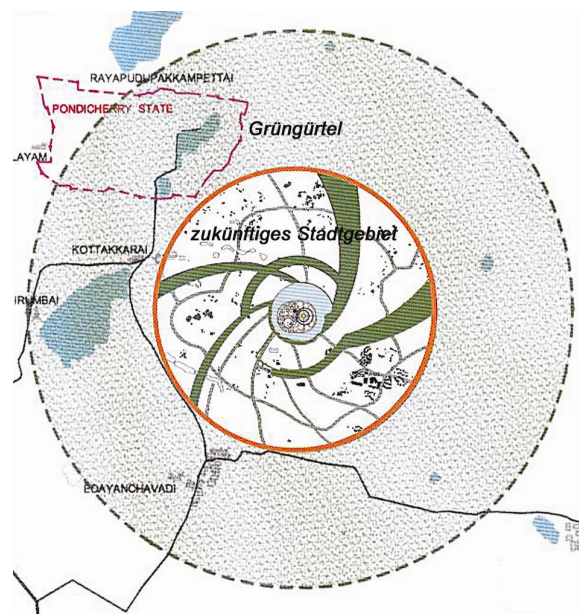 RAYAPUDUPAKKAMPETTAI
PONDICHERRY STATE
Grüngürtel
LAYAM
zukünftiges Stadtgebiet
KOTTAKKARAI
IRUMBAI
EDAYANCHAVADI